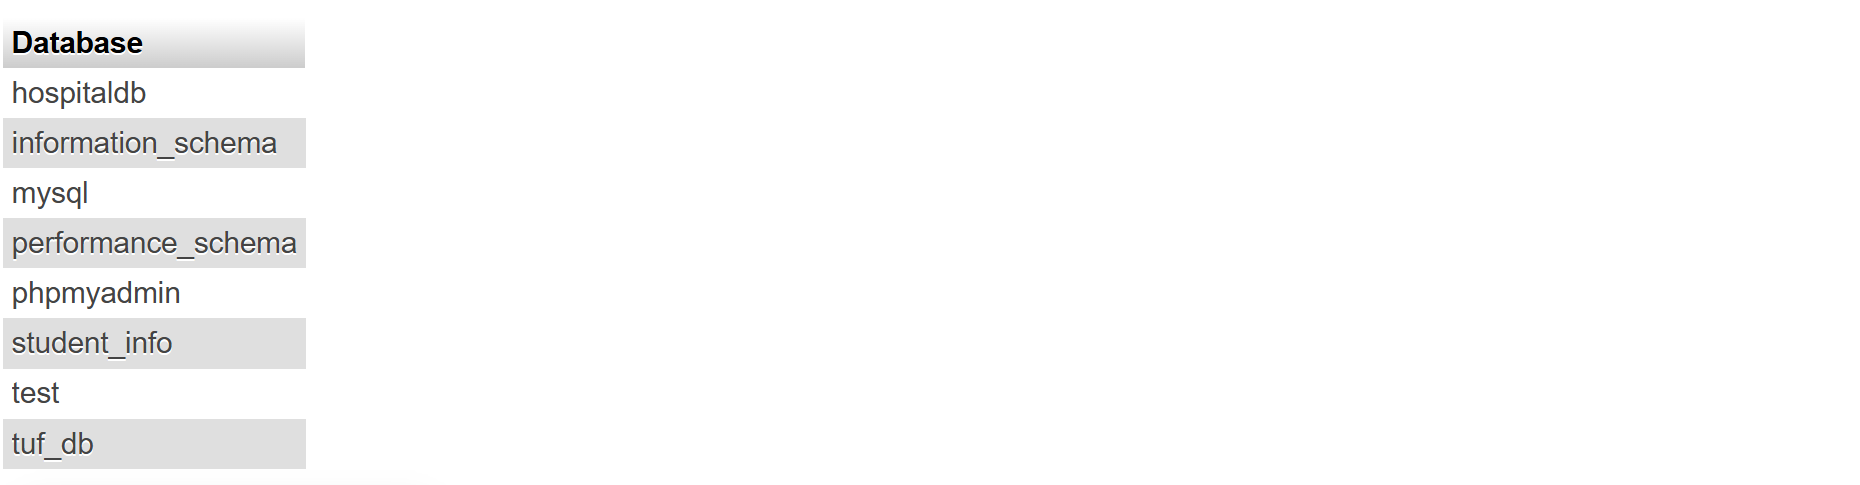 Database
hospitaldb
information_schema
mysql
performance_schema
phpmyadmin
student_info
test
tuf_db